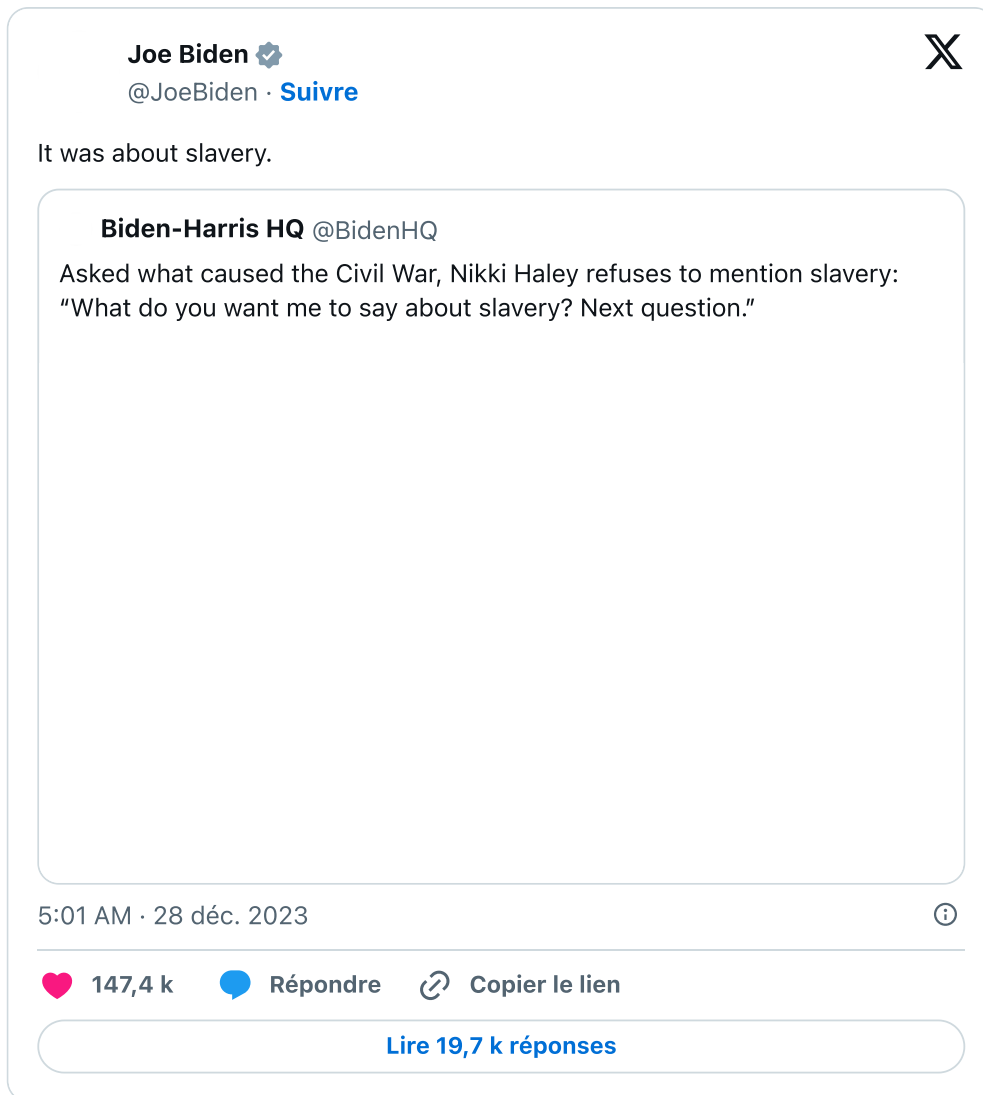 Joe Biden
@JoeBiden · Suivre
It was about slavery.
Biden-Harris HQ @BidenHQ
Asked what caused the Civil War, Nikki Haley refuses to mention slavery:
“What do you want me to say about slavery? Next question.”
5:01 AM · 28 déc. 2023
147,4 k Répondre Copier le lien
Lire 19,7 k réponses